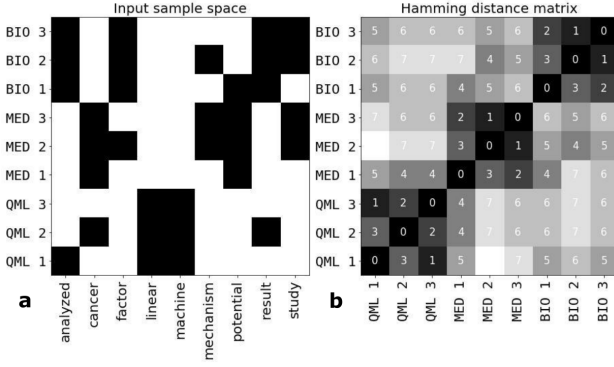 Input sample space
BIO 3
BIO 2
BIO 1
MED 3
MED 2
MED 1
QML 3
QML 2
QML 1
analyzed
cancer
factor
linear
machine
mechanism
potential
result
study
a
Hamming distance matrix
BIO 3 5 6 6 6 5 6 2 1 0
BIO 2 6 7 7 7 4 5 3 0 1
BIO 1 5 6 6 4 5 6 0 3 2
MED 3 7 6 6 2 1 0 6 5 6
MED 2 7 7 3 0 1 5 4 5
MED 1 5 4 4 0 3 2 4 7 6
QML 3 1 2 0 4 7 6 6 7 6
QML 2 3 0 2 4 7 6 6 7 6
QML 1 0 3 1 5 7 5 6 5
QML 1
QML 2
QML 3
MED 1
MED 2
MED 3
BIO 1
BIO 2
BIO 3
b